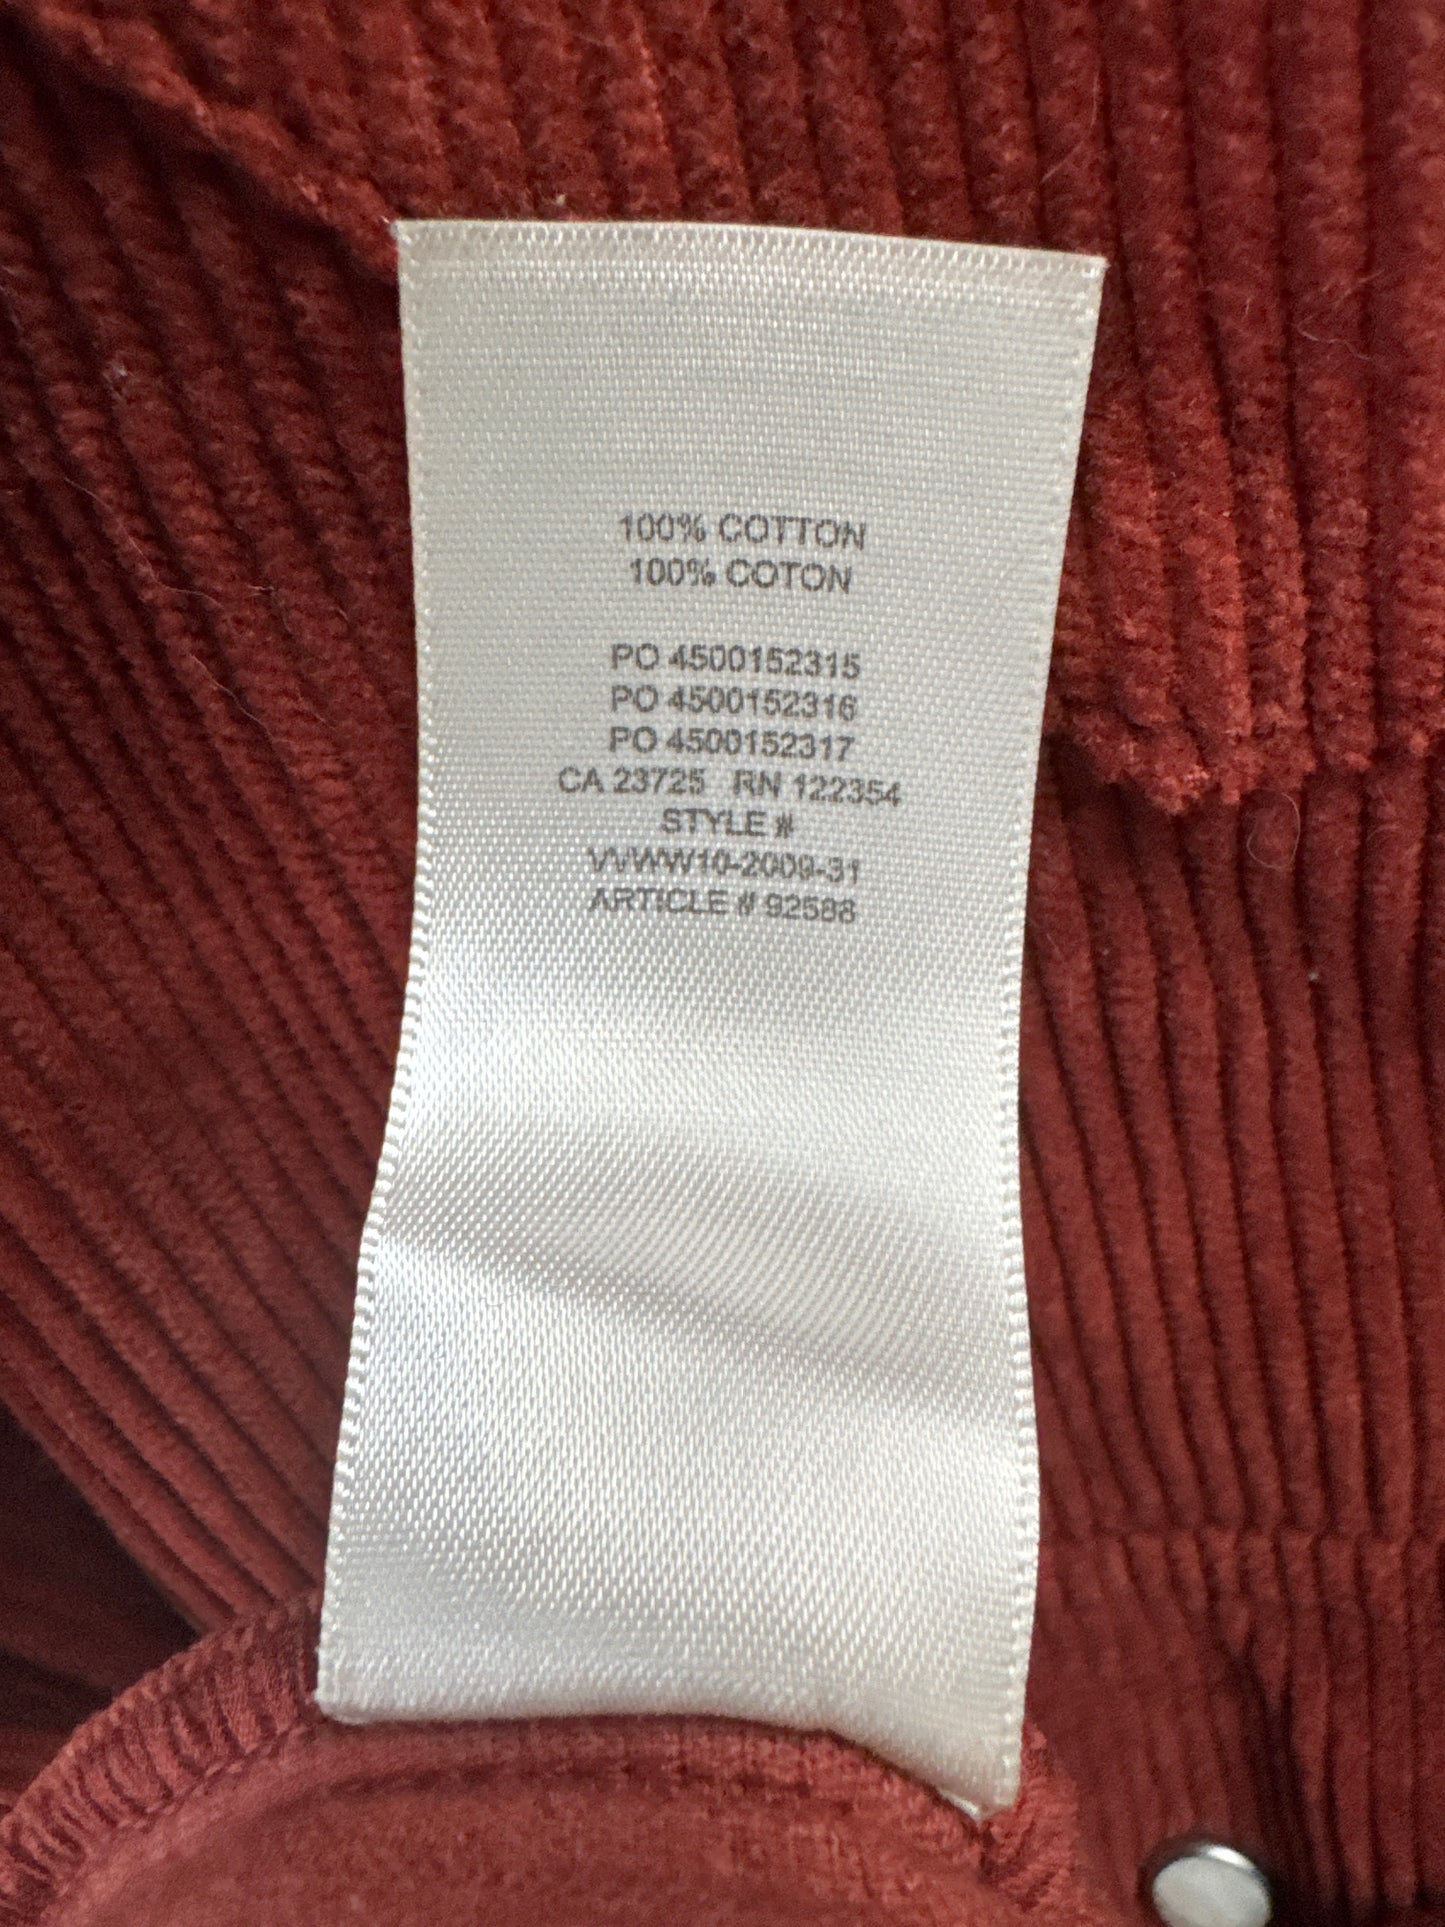 100% COTTON
100% COTON
PO 4500152315
PO 4500152316
PO 4500152317
CA 23725 RN 122354
STYLE #
VVWW10-2009-31
ARTICLE # 92588